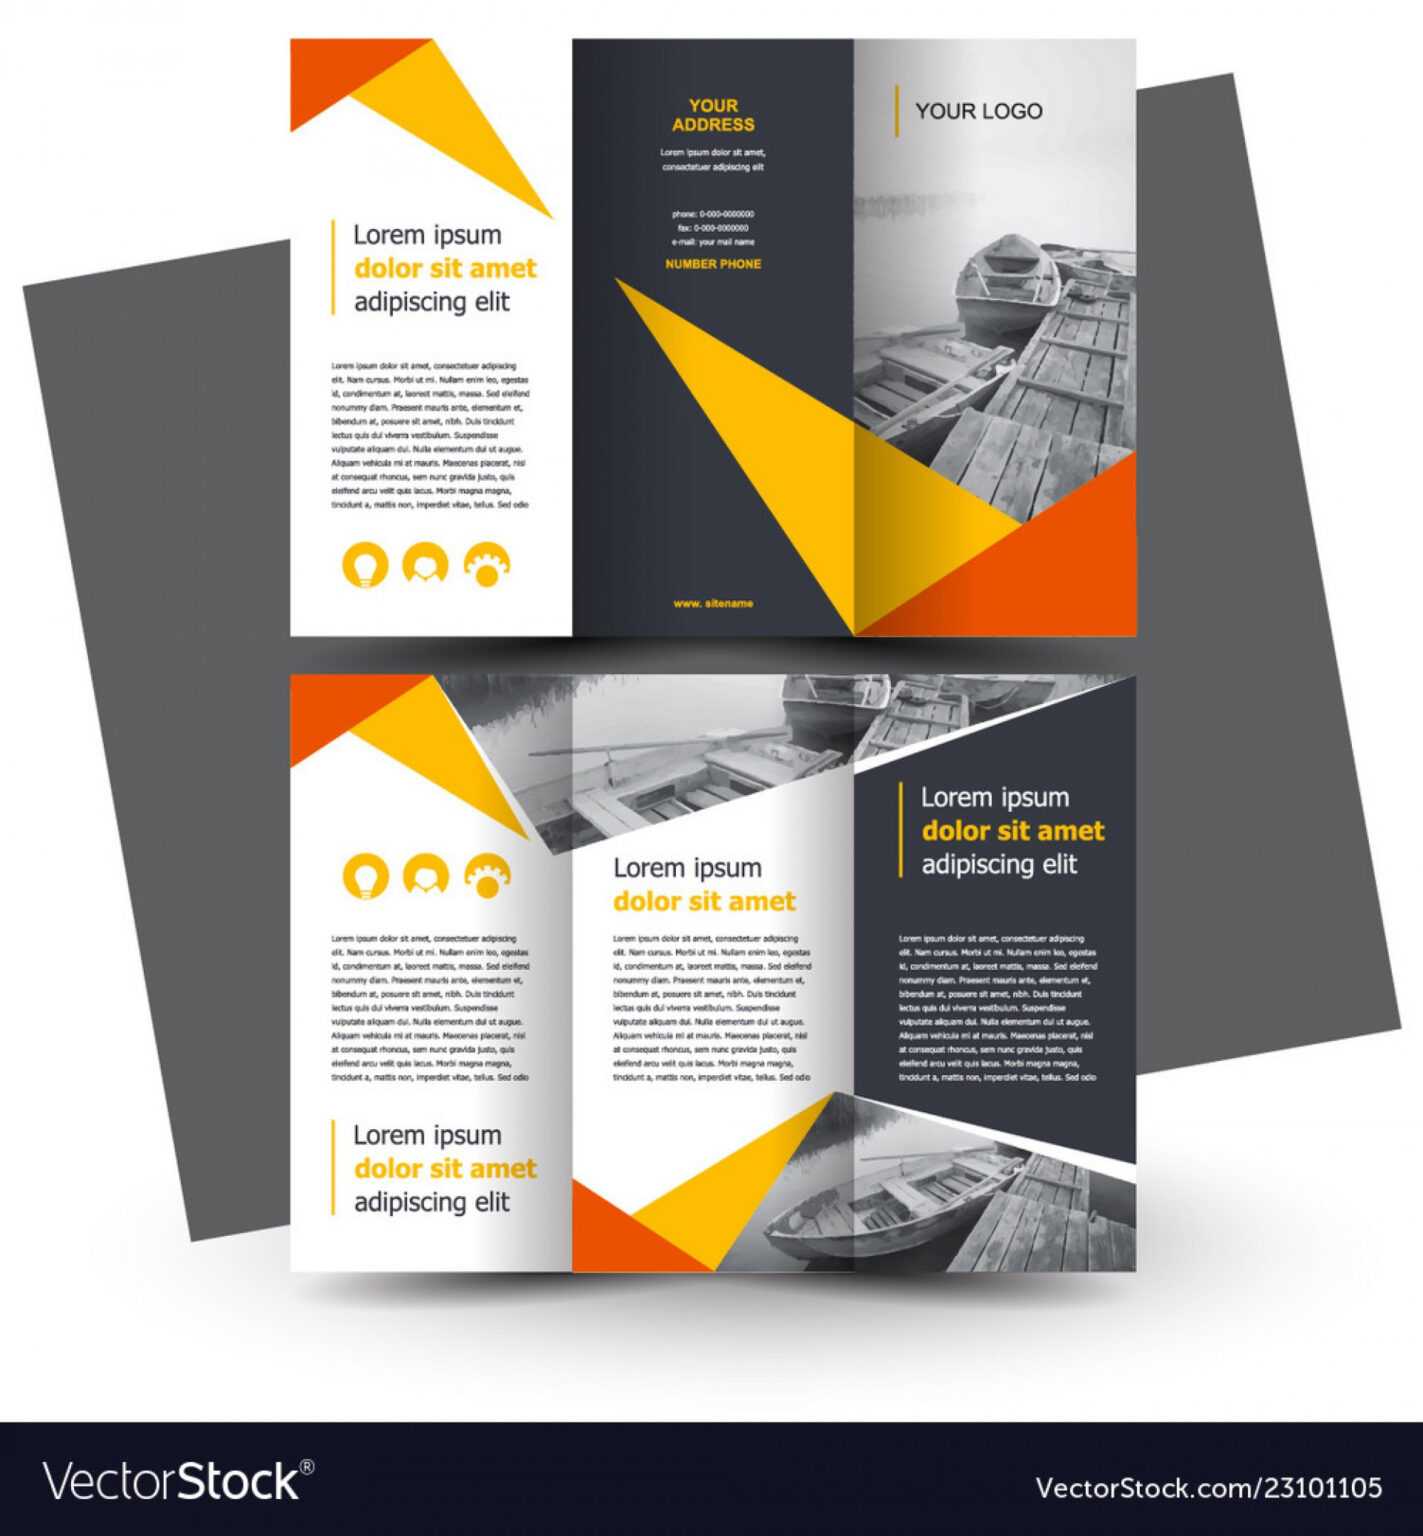 Lorem ipsum
dolor sit amet
adipiscing elit
Lorem ipsum dolor sit amet, consectetuer adipiscing
elit. Nam cursus. Morbi ut mi. Nullam enim leo, egestas
id, condimentum at, laoreet mattis, massa. Sed eleifend
nonummy diam. Praesent mauris ante, elementum et,
bibendum at, posuere sit amet, nibh. Duis tincidunt
lectus quis dui viverra vestibulum. Suspendisse
vulputate aliquam dui. Nulla elementum dui ut augue.
Aliquam vehicula mi at mauris. Maecenas placerat, nisl
at consequat rhoncus, sem nunc gravida justo, quis
eleifend arcu velit quis lacus. Morbi magna magna,
tincidunt a, mattis non, imperdiet vitae, tellus. Sed odio
YOUR
ADDRESS
Lorem ipsum dolor sit amet,
consectetuer adipiscing elit
phone: 0-000-0000000
fax: 0-000-0000000
e-mail: your mail name
NUMBER PHONE
www. sitename
YOUR LOGO
Lorem ipsum dolor sit amet, consectetuer adipiscing
elit. Nam cursus. Morbi ut mi. Nullam enim leo, egestas
id, condimentum at, laoreet mattis, massa. Sed eleifend
nonummy diam. Praesent mauris ante, elementum et,
bibendum at, posuere sit amet, nibh. Duis tincidunt
lectus quis dui viverra vestibulum. Suspendisse
vulputate aliquam dui. Nulla elementum dui ut augue.
Aliquam vehicula mi at mauris. Maecenas placerat, nisl
at consequat rhoncus, sem nunc gravida justo, quis
eleifend arcu velit quis lacus. Morbi magna magna,
tincidunt a, mattis non, imperdiet vitae, tellus. Sed odio
Lorem ipsum
dolor sit amet
adipiscing elit
Lorem ipsum
dolor sit amet
Lorem ipsum dolor sit amet, consectetuer adipiscing
elit. Nam cursus. Morbi ut mi. Nullam enim leo, egestas
id, condimentum at, laoreet mattis, massa. Sed eleifend
nonummy diam. Praesent mauris ante, elementum et,
bibendum at, posuere sit amet, nibh. Duis tincidunt
lectus quis dui viverra vestibulum. Suspendisse
vulputate aliquam dui. Nulla elementum dui ut augue.
Aliquam vehicula mi at mauris. Maecenas placerat, nisl
at consequat rhoncus, sem nunc gravida justo, quis
eleifend arcu velit quis lacus. Morbi magna magna,
tincidunt a, mattis non, imperdiet vitae, tellus. Sed odio
Lorem ipsum
dolor sit amet
adipiscing elit
Lorem ipsum dolor sit amet, consectetuer adipiscing
elit. Nam cursus. Morbi ut mi. Nullam enim leo, egestas
id, condimentum at, laoreet mattis, massa. Sed eleifend
nonummy diam. Praesent mauris ante, elementum et,
bibendum at, posuere sit amet, nibh. Duis tincidunt
lectus quis dui viverra vestibulum. Suspendisse
vulputate aliquam dui. Nulla elementum dui ut augue.
Aliquam vehicula mi at mauris. Maecenas placerat, nisl
at consequat rhoncus, sem nunc gravida justo, quis
eleifend arcu velit quis lacus. Morbi magna magna,
tincidunt a, mattis non, imperdiet vitae, tellus. Sed odio
VectorStock®
VectorStock.com/23101105